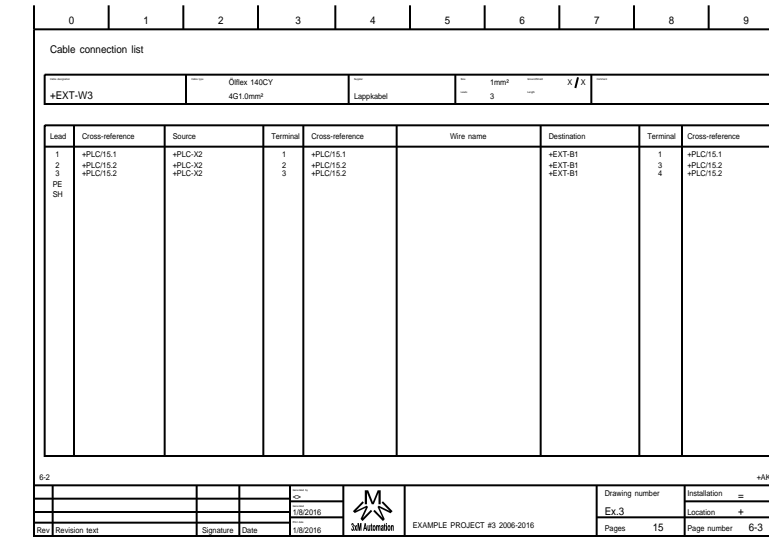 0 1 2 3 4 5 6 7 8 9
Cable connection list
Ölflex 140CY 1mm² X / X
+EXT-W3 4G1.0mm² Lappkabel 3
Lead Cross-reference Source Terminal Cross-reference Wire name Destination Terminal Cross-reference
1 +PLC/15.1 +PLC-X2 1 +PLC/15.1 +EXT-B1 1 +PLC/15.1
2 +PLC/15.2 +PLC-X2 2 +PLC/15.2 +EXT-B1 3 +PLC/15.2
3 +PLC/15.2 +PLC-X2 3 +PLC/15.2 +EXT-B1 4 +PLC/15.2
PE
SH
6-2 +AK
<> M Drawing number Installation =
1/8/2016 Ex.3 Location +
Rev Revision text Signature Date 1/8/2016 3xM Automation EXAMPLE PROJECT #3 2006-2016 Pages 15 Page number 6-3